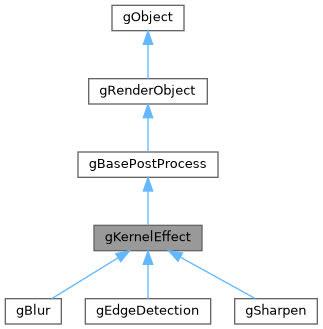 gObject
gRenderObject
gBasePostProcess
gKernelEffect
gBlur
gEdgeDetection
gSharpen